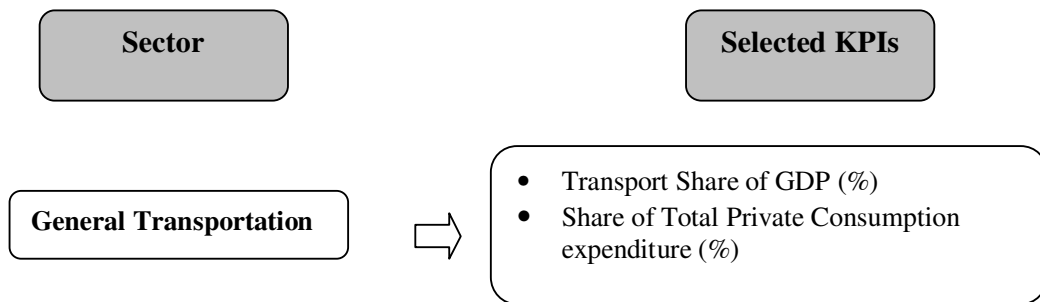 Sector
Selected KPIs
General Transportation
• Transport Share of GDP (%)
• Share of Total Private Consumption
expenditure (%)